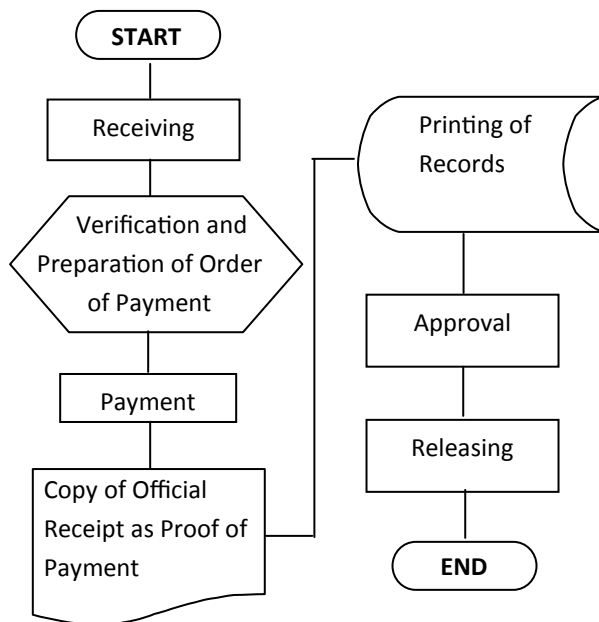 START
Receiving
Verification and
Preparation of Order
of Payment
Payment
Copy of Official
Receipt as Proof of
Payment
Printing of
Records
Approval
Releasing
END